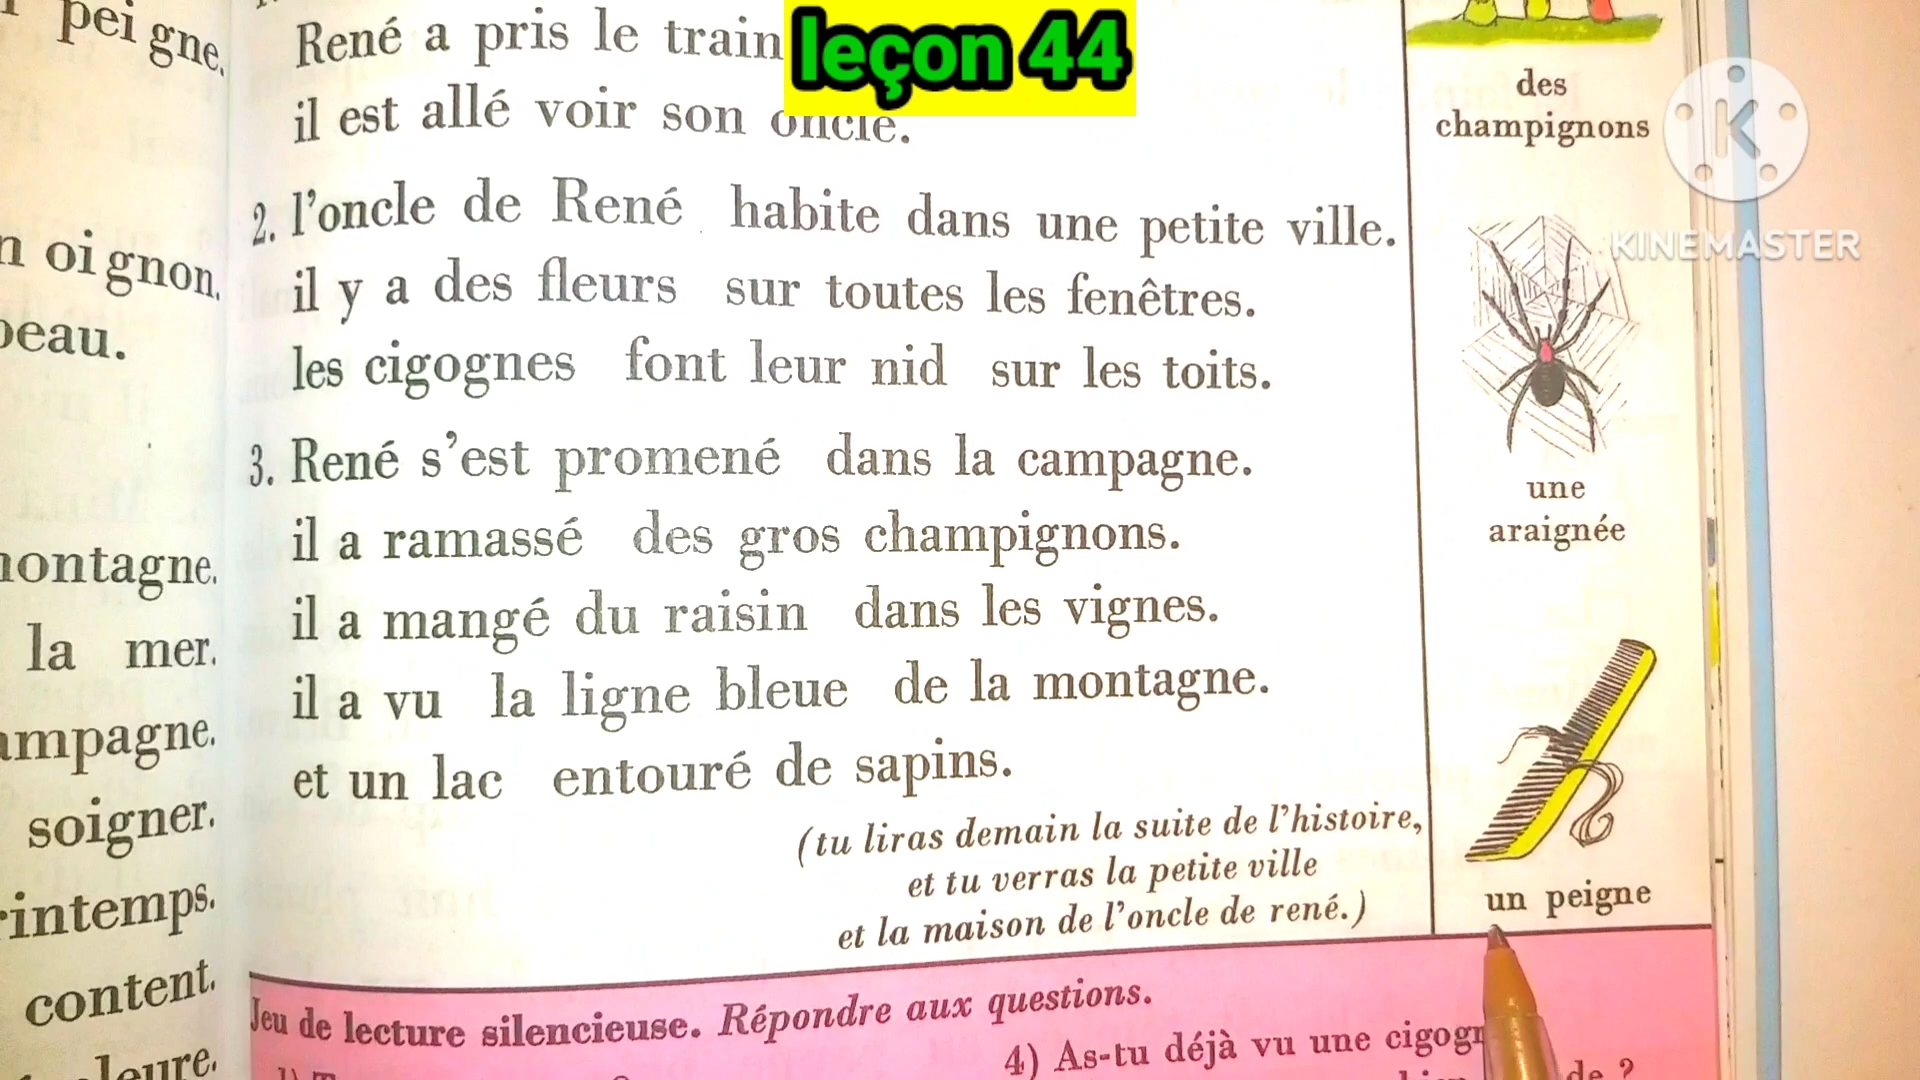 peigne.
oignon.
la mer.
soigner.
content.
leçon 44
René a pris le train
il est allé voir son oncle.
2. l'oncle de René habite dans une petite ville.
il y a des fleurs sur toutes les fenêtres.
les cigognes font leur nid sur les toits.
3. René s'est promené dans la campagne.
il a ramassé des gros champignons.
il a mangé du raisin dans les vignes.
il a vu la ligne bleue de la montagne.
et un lac entouré de sapins.
(tu liras demain la suite de l'histoire,
et tu verras la petite ville
et la maison de l'oncle de rené.)
des
champignons
KINEMASTER
une
araignée
un peigne
Jeu de lecture silencieuse. Répondre aux questions.
4) As-tu déjà vu une